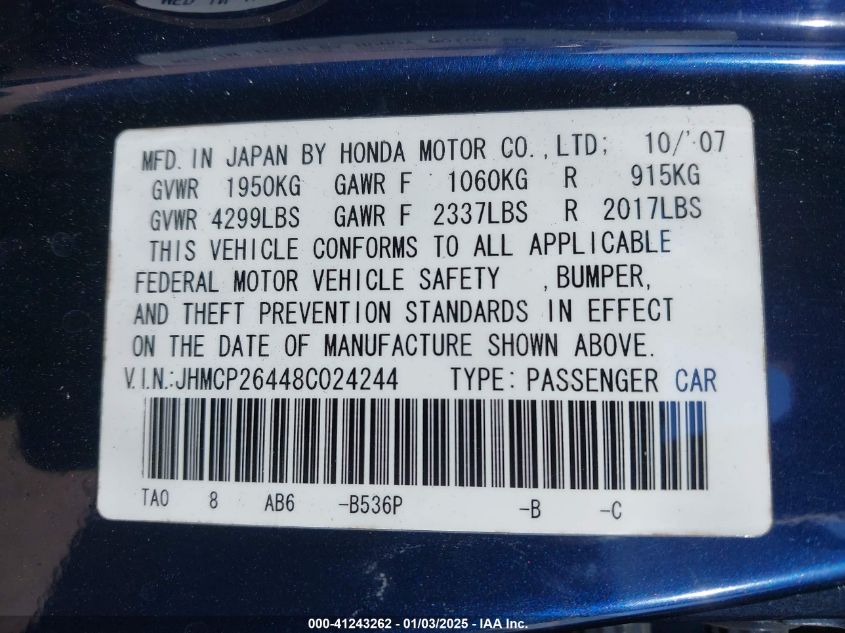 MFD. IN JAPAN BY HONDA MOTOR CO., LTD; 10/'07
GVWR 1950KG GAWR F 1060KG R 915KG
GVWR 4299LBS GAWR F 2337LBS R 2017LBS
THIS VEHICLE CONFORMS TO ALL APPLICABLE
FEDERAL MOTOR VEHICLE SAFETY , BUMPER,
AND THEFT PREVENTION STANDARDS IN EFFECT
ON THE DATE OF MANUFACTURE SHOWN ABOVE.
V.I.N.:JHMCP26448C024244 TYPE: PASSENGER CAR
TA0 8 AB6 -B536P -B -C
000-41243262 - 01/03/2025 - IAA Inc.